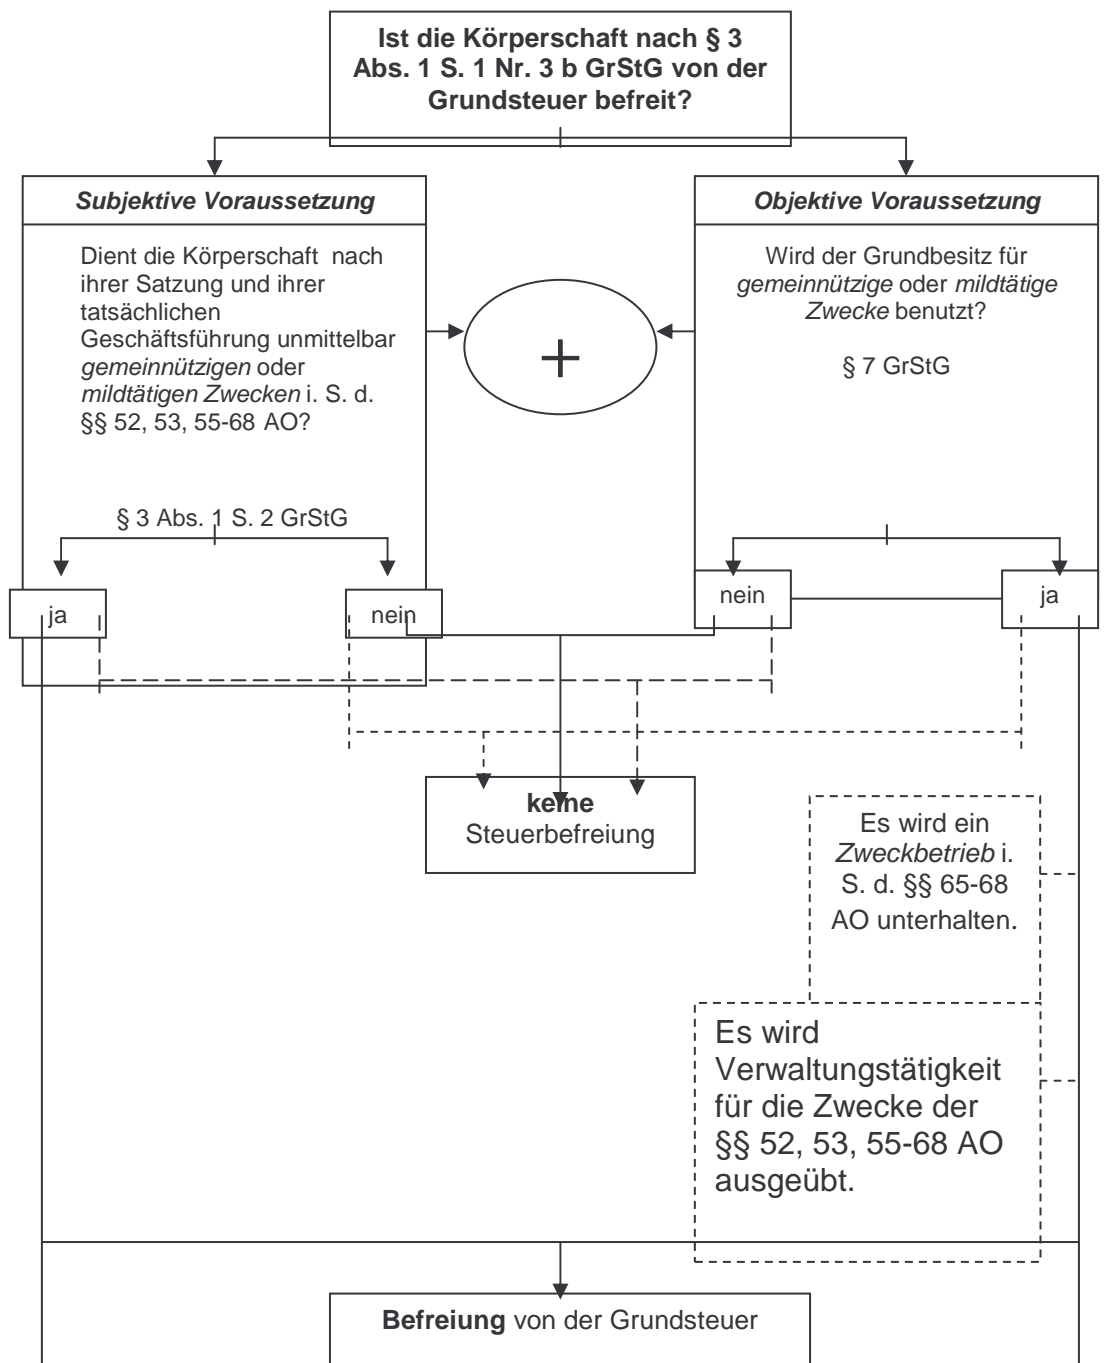 Ist die Körperschaft nach § 3
Abs. 1 S. 1 Nr. 3 b GrStG von der
Grundsteuer befreit?
Subjektive Voraussetzung
Dient die Körperschaft nach
ihrer Satzung und ihrer
tatsächlichen
Geschäftsführung unmittelbar
gemeinnützigen oder
mildtätigen Zwecken i. S. d.
§§ 52, 53, 55-68 AO?
§ 3 Abs. 1 S. 2 GrStG
ja
nein
+
Objektive Voraussetzung
Wird der Grundbesitz für
gemeinnützige oder mildtätige
Zwecke benutzt?
§ 7 GrStG
nein
ja
keine
Steuerbefreiung
Es wird ein
Zweckbetrieb i.
S. d. §§ 65-68
AO unterhalten.
Es wird
Verwaltungstätigkeit
für die Zwecke der
§§ 52, 53, 55-68 AO
ausgeübt.
Befreiung von der Grundsteuer